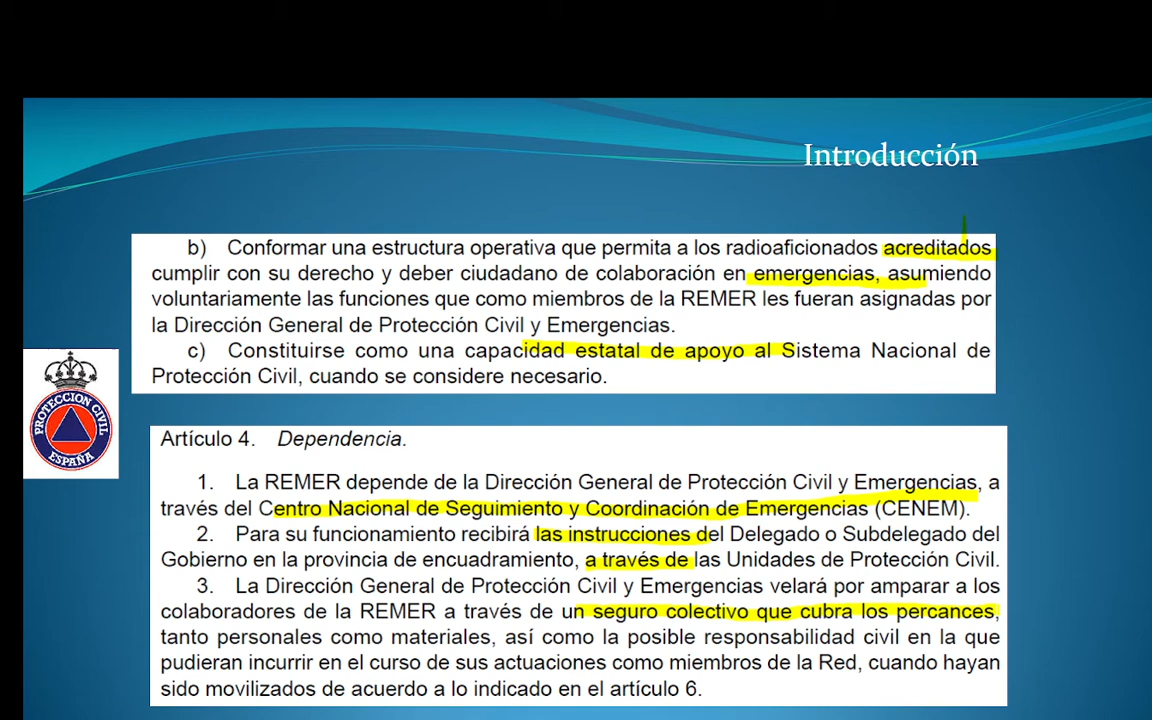 Introducción
b) Conformar una estructura operativa que permita a los radioaficionados acreditados
cumplir con su derecho y deber ciudadano de colaboración en emergencias, asumiendo
voluntariamente las funciones que como miembros de la REMER les fueran asignadas por
la Dirección General de Protección Civil y Emergencias.
c) Constituirse como una capacidad estatal de apoyo al Sistema Nacional de
Protección Civil, cuando se considere necesario.
PROTECCION CIVIL
ESPAÑA
Artículo 4. Dependencia.
1. La REMER depende de la Dirección General de Protección Civil y Emergencias, a
través del Centro Nacional de Seguimiento y Coordinación de Emergencias (CENEM).
2. Para su funcionamiento recibirá las instrucciones del Delegado o Subdelegado del
Gobierno en la provincia de encuadramiento, a través de las Unidades de Protección Civil.
3. La Dirección General de Protección Civil y Emergencias velará por amparar a los
colaboradores de la REMER a través de un seguro colectivo que cubra los percances,
tanto personales como materiales, así como la posible responsabilidad civil en la que
pudieran incurrir en el curso de sus actuaciones como miembros de la Red, cuando hayan
sido movilizados de acuerdo a lo indicado en el artículo 6.